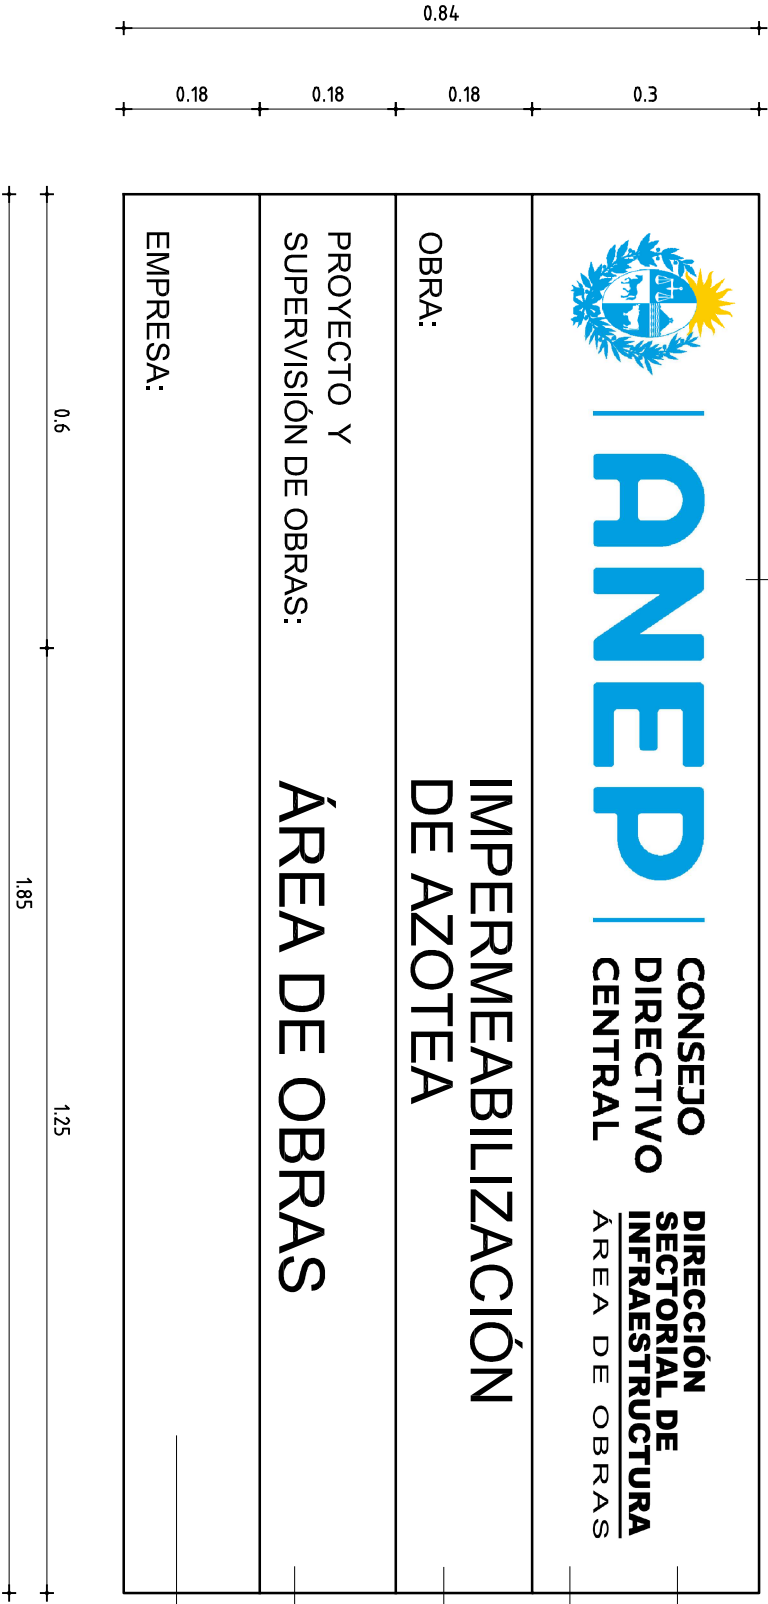 ANEP
CONSEJO
DIRECTIVO
CENTRAL
DIRECCIÓN
SECTORIAL DE
INFRAESTRUCTURA
ÁREA DE OBRAS
OBRA:
IMPERMEABILIZACIÓN
DE AZOTEA
PROYECTO Y
SUPERVISIÓN DE OBRAS:
ÁREA DE OBRAS
EMPRESA:
0.6
1.25
1.85
0.84
0.18
0.18
0.18
0.3